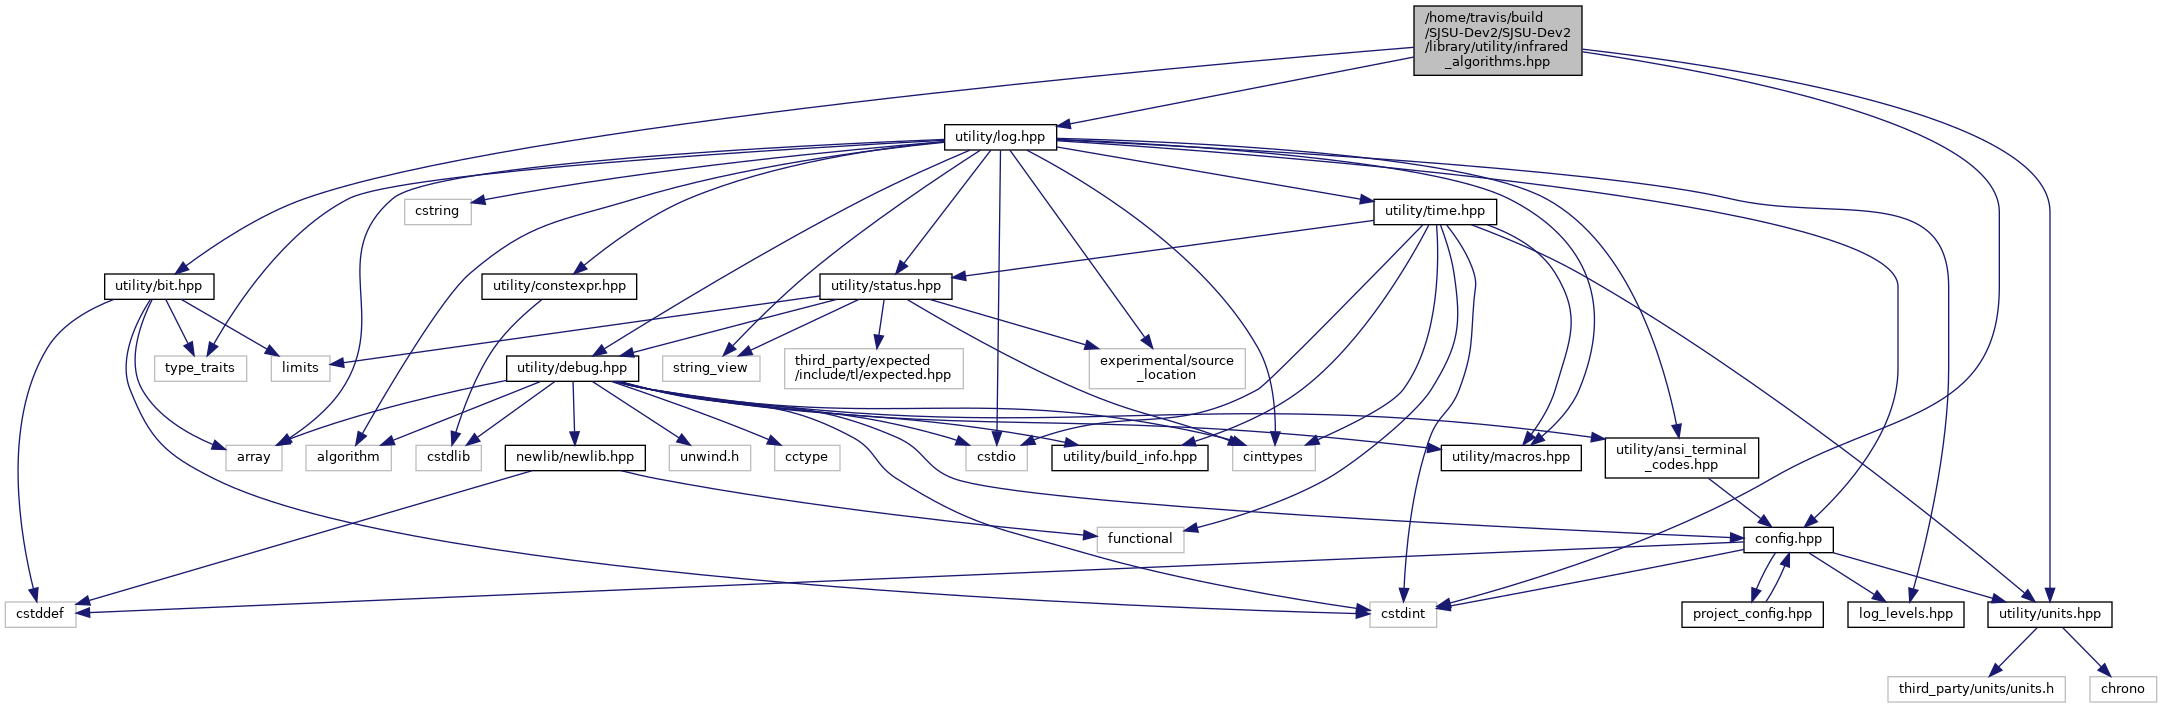 /home/travis/build
/SJSU-Dev2/SJSU-Dev2
/library/utility/infrared
_algorithms.hpp
utility/log.hpp
cstring
utility/time.hpp
utility/bit.hpp
utility/constexpr.hpp
utility/status.hpp
type_traits
limits
utility/debug.hpp
string_view
third_party/expected
/include/tl/expected.hpp
experimental/source
_location
array
algorithm
cstdlib
newlib/newlib.hpp
unwind.h
cctype
cstdio
utility/build_info.hpp
cinttypes
utility/macros.hpp
utility/ansi_terminal
_codes.hpp
functional
config.hpp
cstddef
cstdint
project_config.hpp
log_levels.hpp
utility/units.hpp
third_party/units/units.h
chrono